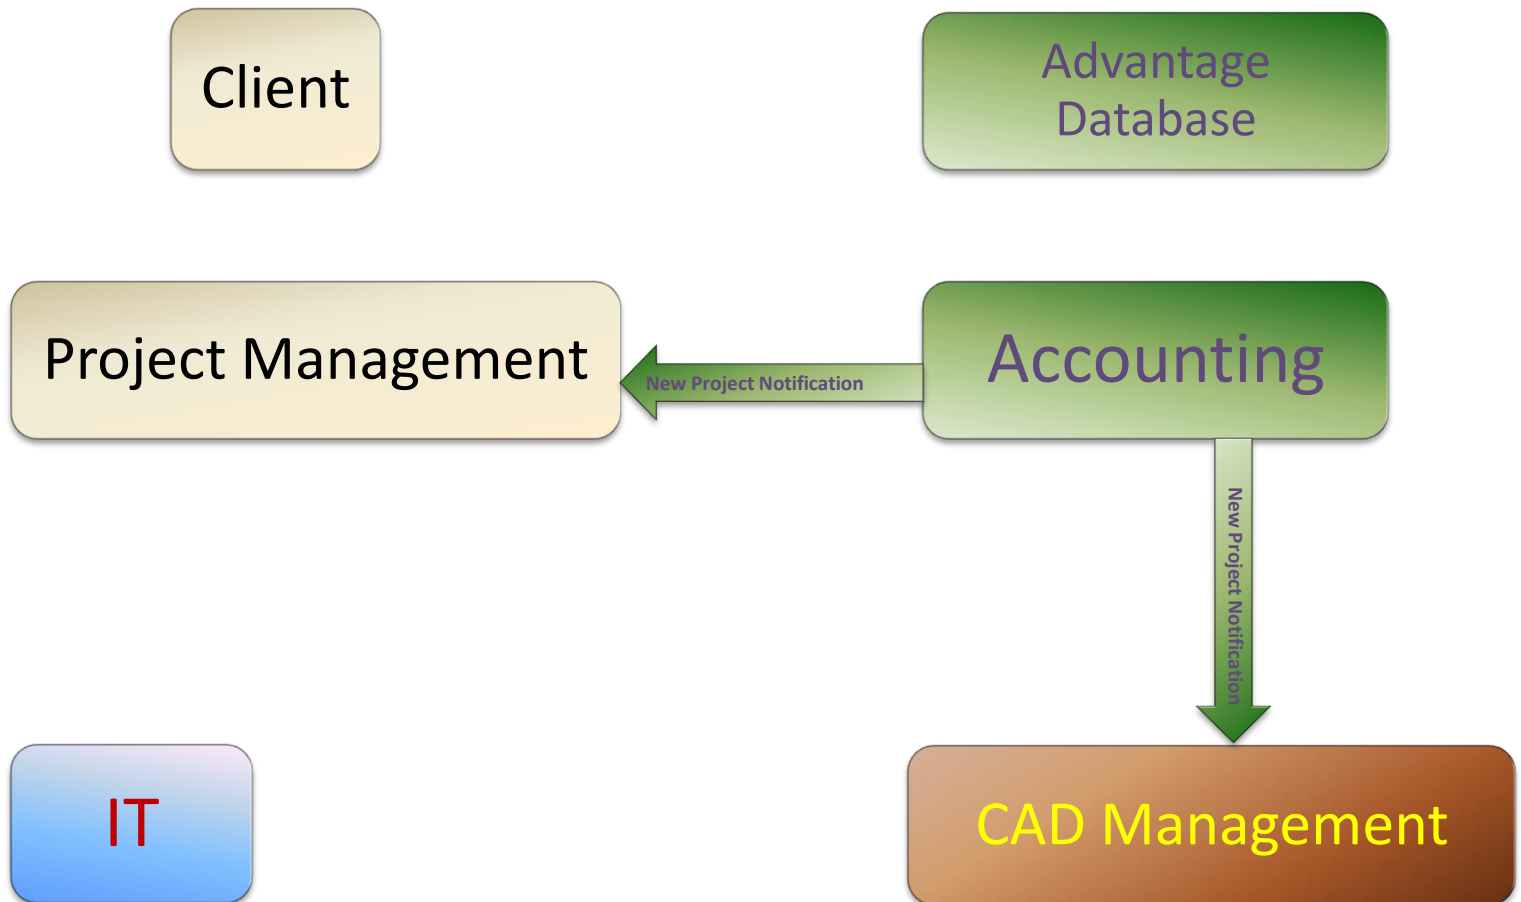 Client
Advantage
Database
Project Management
New Project Notification
Accounting
New Project Notification
IT
CAD Management